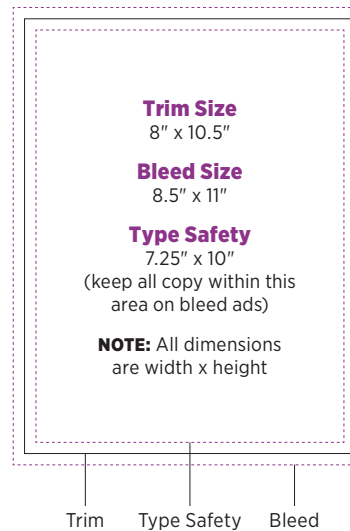 Trim Size
8" x 10.5"
Bleed Size
8.5" x 11"
Type Safety
7.25" x 10"
(keep all copy within this
area on bleed ads)
NOTE: All dimensions
are width x height
Trim Type Safety Bleed